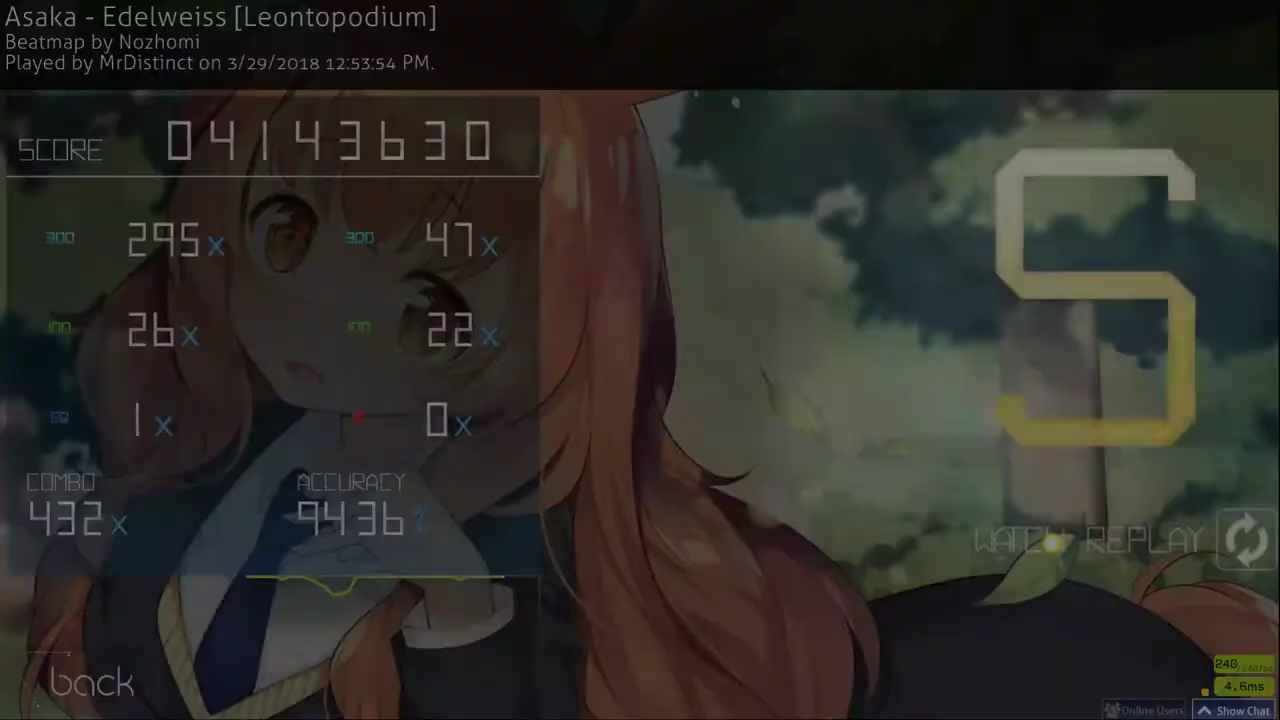 Asaka - Edelweiss [Leontopodium]
Beatmap by Nozhomi
Played by MrDistinct on 3/29/2018 12:53:54 PM.
SCORE 04143630
300 295x 300 47x
100 26x 100 22x
50 1x 0x
COMBO ACCURACY
432x 9436%
WATCH REPLAY
back
240
4.6ms
Online Users Show Chat